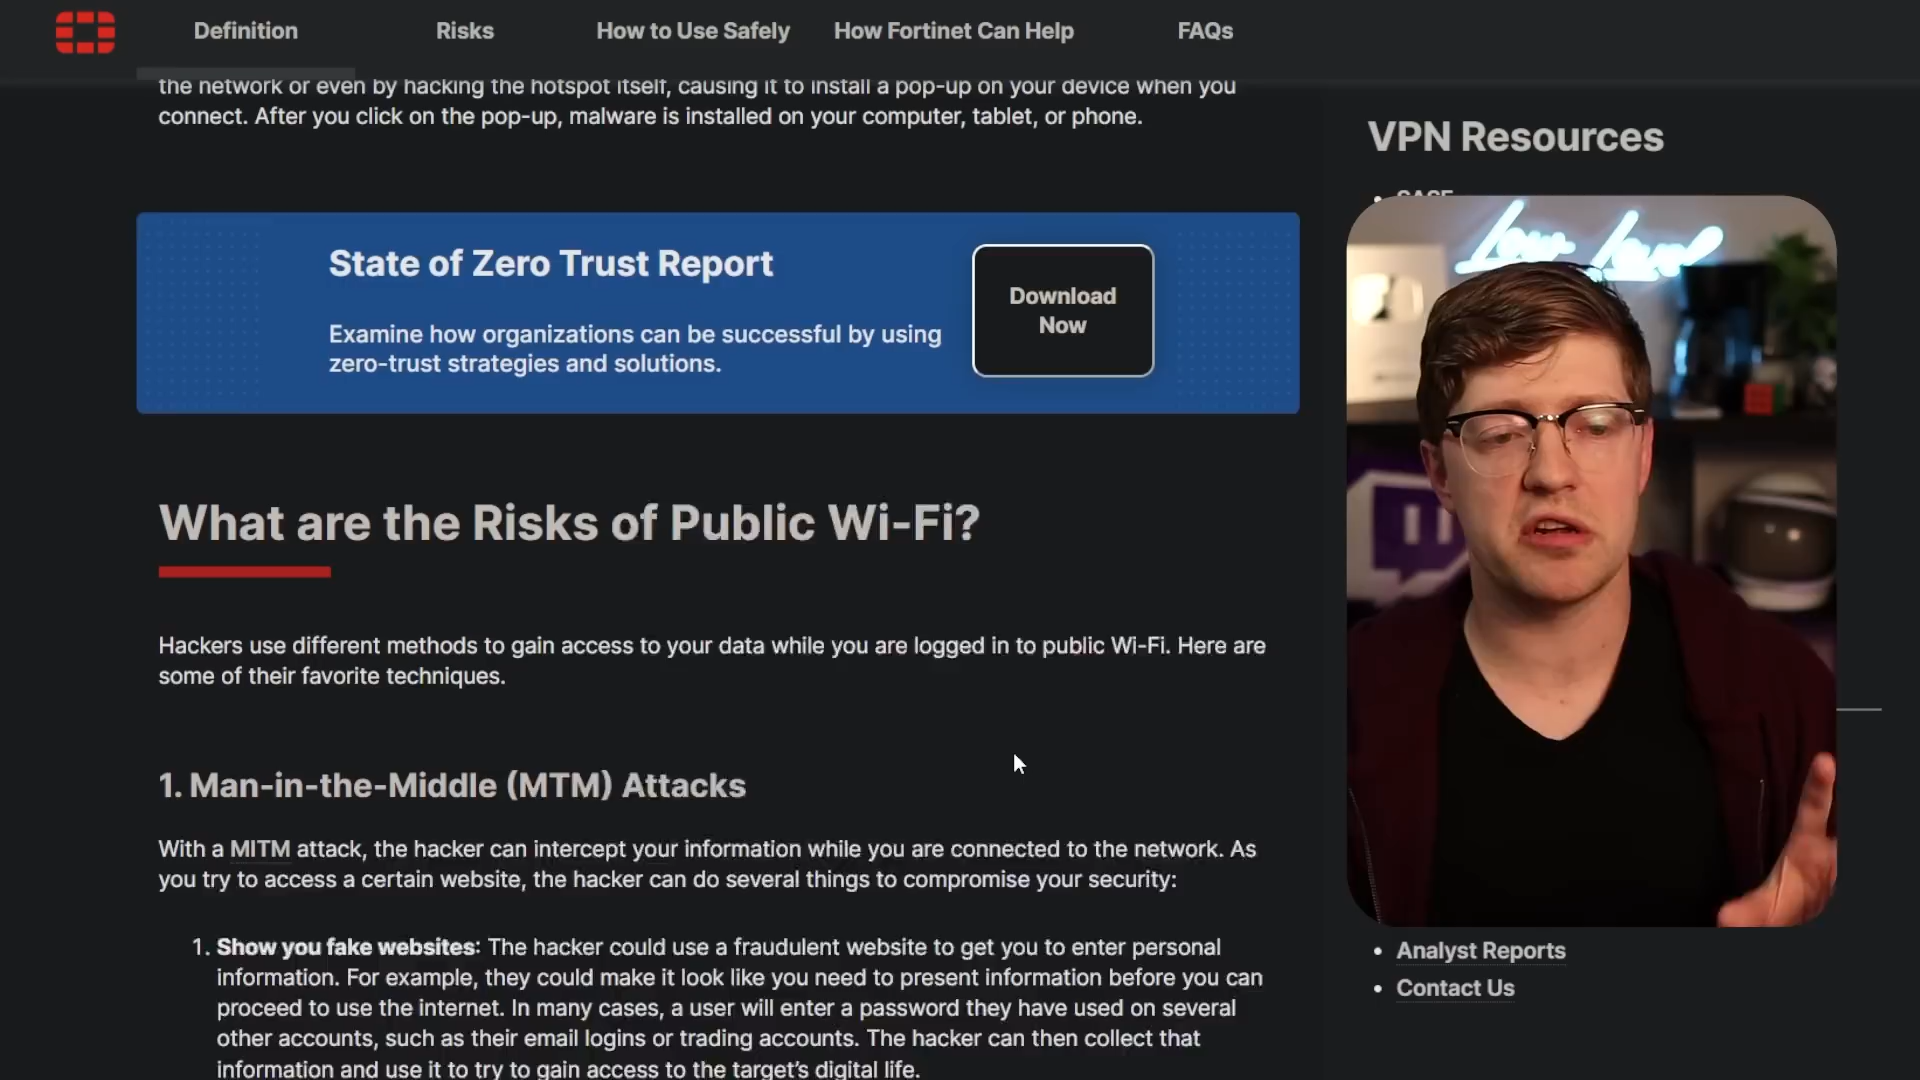 Definition
Risks
How to Use Safely
How Fortinet Can Help
FAQs
the network or even by hacking the hotspot itself, causing it to install a pop-up on your device when you
connect. After you click on the pop-up, malware is installed on your computer, tablet, or phone.
State of Zero Trust Report
Examine how organizations can be successful by using
zero-trust strategies and solutions.
Download
Now
What are the Risks of Public Wi-Fi?
Hackers use different methods to gain access to your data while you are logged in to public Wi-Fi. Here are
some of their favorite techniques.
1. Man-in-the-Middle (MTM) Attacks
With a MITM attack, the hacker can intercept your information while you are connected to the network. As
you try to access a certain website, the hacker can do several things to compromise your security:
1. Show you fake websites: The hacker could use a fraudulent website to get you to enter personal
information. For example, they could make it look like you need to present information before you can
proceed to use the internet. In many cases, a user will enter a password they have used on several
other accounts, such as their email logins or trading accounts. The hacker can then collect that
information and use it to try to gain access to the target's digital life.
VPN Resources
• SASE
Low Level
• Analyst Reports
• Contact Us